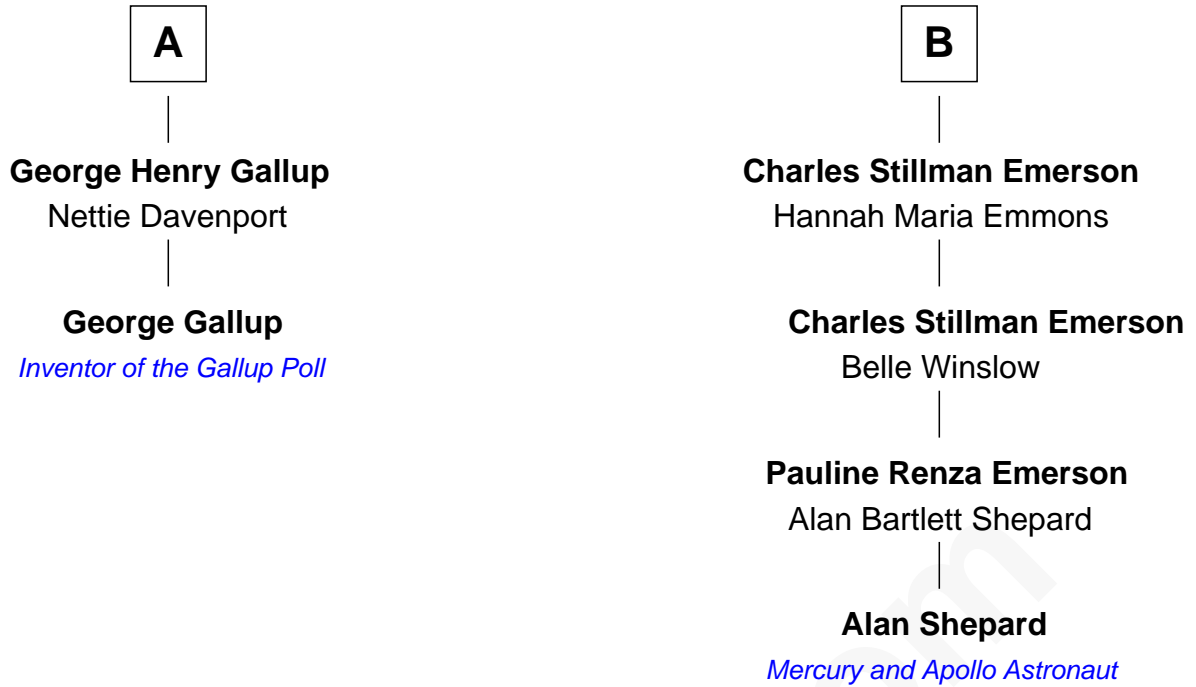 A
George Henry Gallup
Nettie Davenport
George Gallup
Inventor of the Gallup Poll
B
Charles Stillman Emerson
Hannah Maria Emmons
Charles Stillman Emerson
Belle Winslow
Pauline Renza Emerson
Alan Bartlett Shepard
Alan Shepard
Mercury and Apollo Astronaut
om